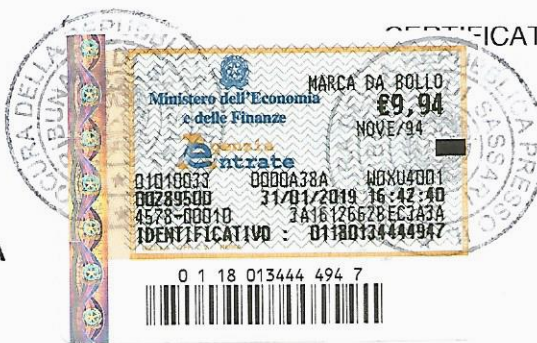 CERTIFICAT
Ministero dell'Economia
e delle Finanze
MARCA DA BOLLO
€9,94
NOVE/94
Agenzia
Entrate
01010033 0000A38A W0XU4001
00289500 31/01/2019 16:42:40
4578-00010 3A16126628EC3A3A
IDENTIFICATIVO : 01180134444947
0 1 18 013444 494 7
A